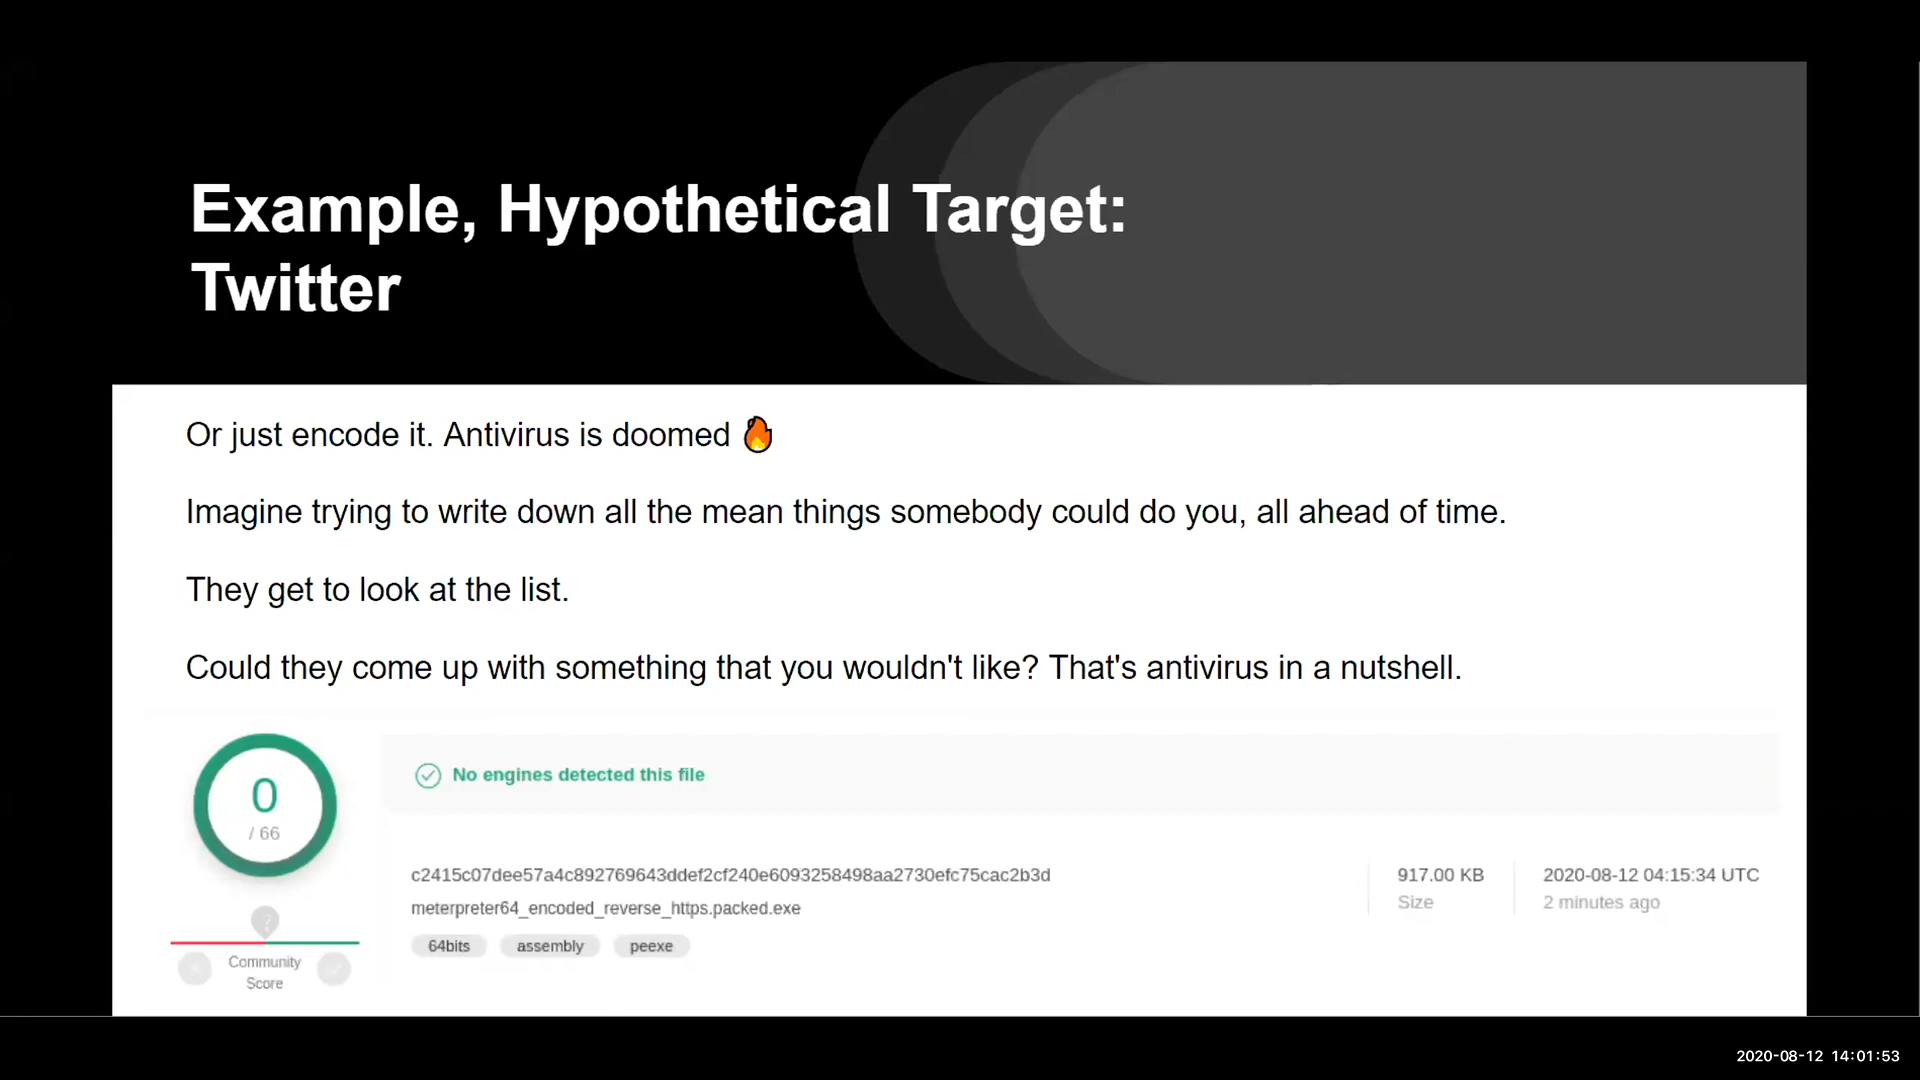 Example, Hypothetical Target:
Twitter
Or just encode it. Antivirus is doomed 🔥
Imagine trying to write down all the mean things somebody could do you, all ahead of time.
They get to look at the list.
Could they come up with something that you wouldn't like? That's antivirus in a nutshell.
0
/ 66
No engines detected this file
c2415c07dee57a4c892769643ddef2cf240e6093258498aa2730efc75cac2b3d
meterpreter64_encoded_reverse_https.packed.exe
64bits assembly peexe
917.00 KB
Size
2020-08-12 04:15:34 UTC
2 minutes ago
?
Community
Score
2020-08-12 14:01:53